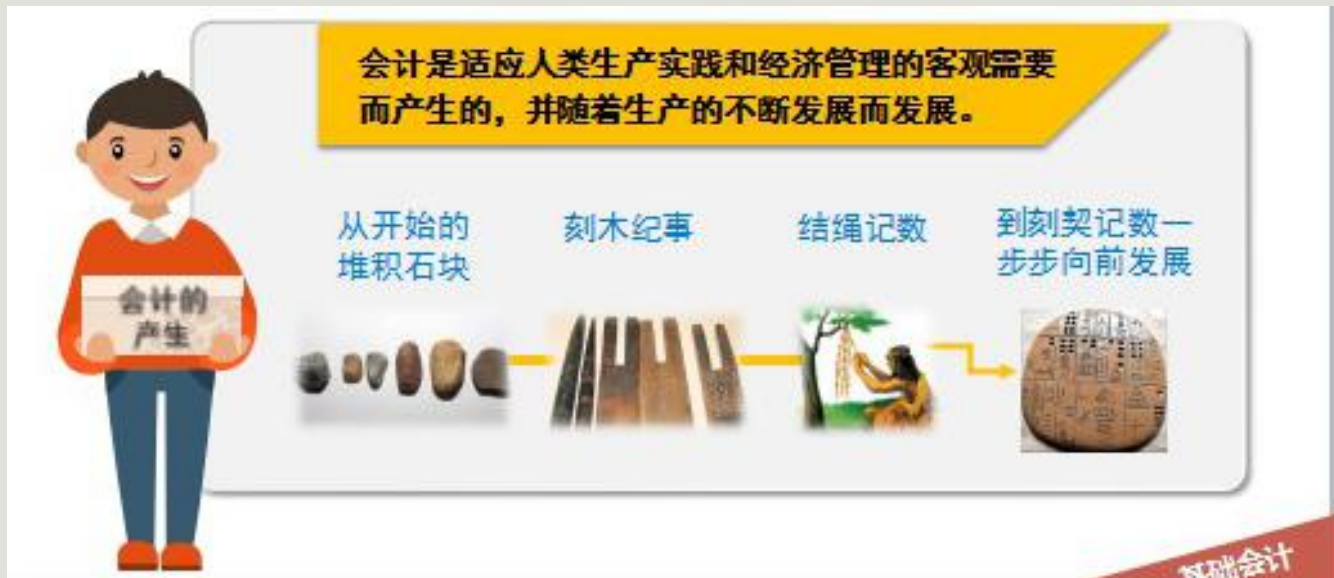 会计是适应人类生产实践和经济管理的客观需要
而产生的，并随着生产的不断发展而发展。
从开始的
堆积石块
刻木纪事
结绳记数
到刻契记数一
步步向前发展
会计的
产生
基础会计